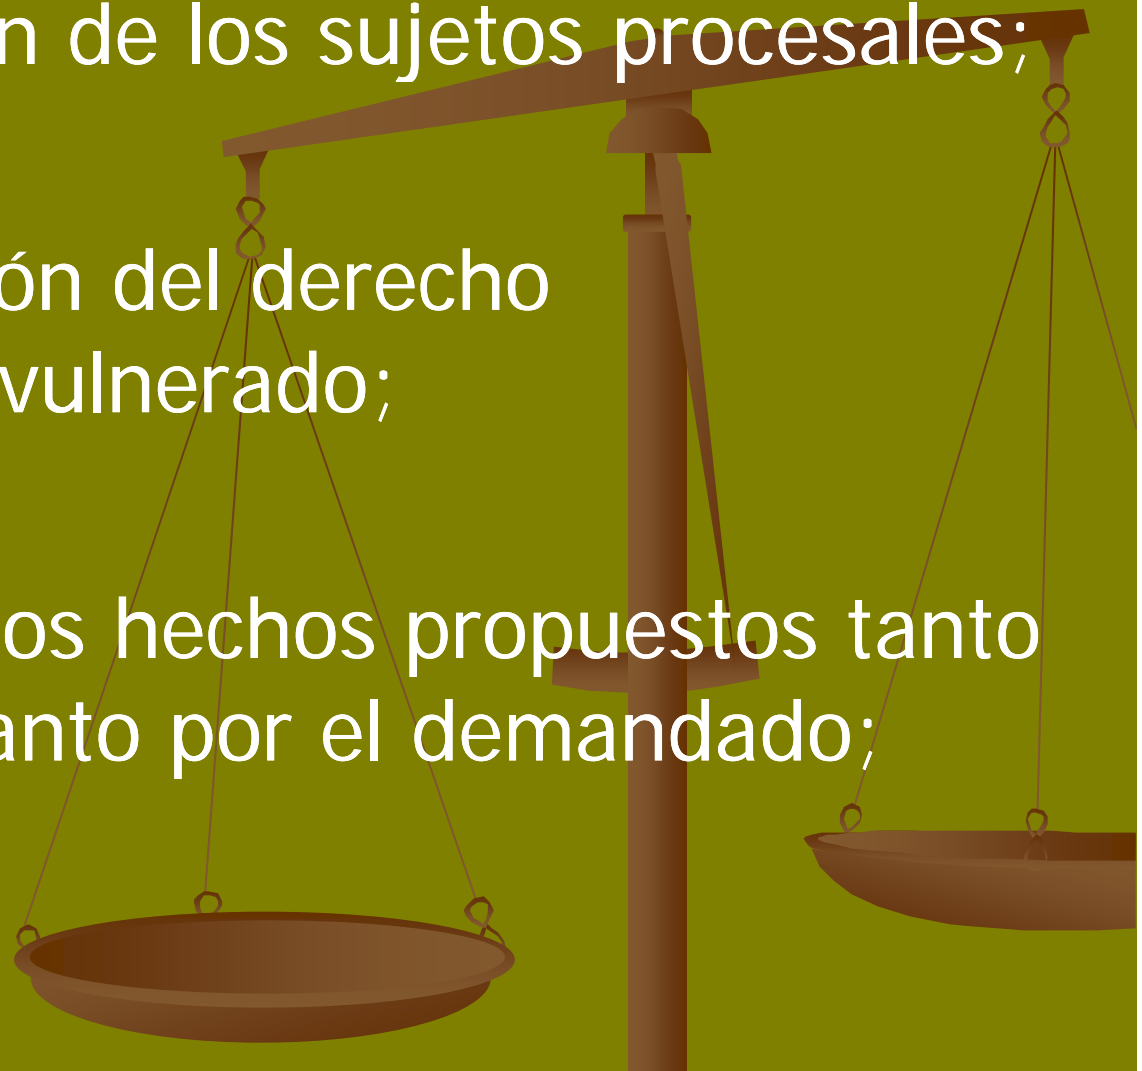 n de los sujetos procesales;
ón del derecho
vulnerado;
os hechos propuestos tanto
anto por el demandado;